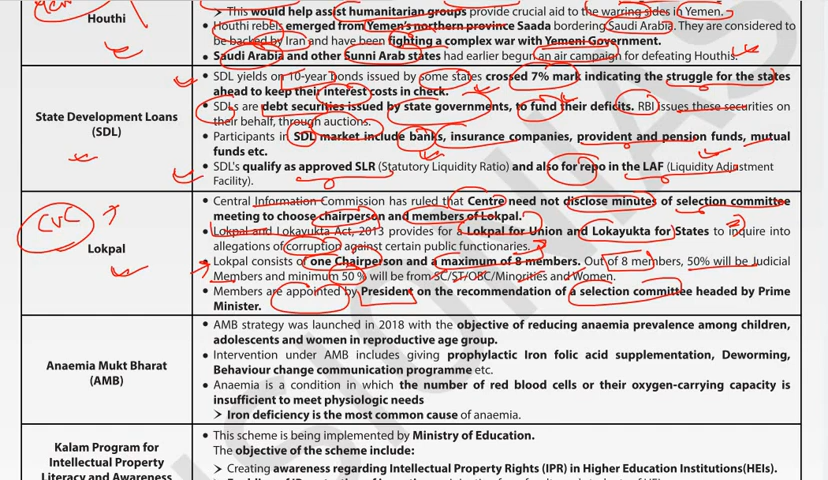 ➤ This would help assist humanitarian groups provide crucial aid to the warring sides in Yemen.
Houthi
• Houthi rebels emerged from Yemen's northern province Saada bordering Saudi Arabia. They are considered to
be backed by Iran and have been fighting a complex war with Yemeni Government.
• Saudi Arabia and other Sunni Arab states had earlier begun an air campaign for defeating Houthis.
State Development Loans
(SDL)
• SDL yields on 10-year bonds issued by some states crossed 7% mark indicating the struggle for the states
ahead to keep their interest costs in check.
• SDLs are debt securities issued by state governments, to fund their deficits. RBI issues these securities on
their behalf, through auctions.
• Participants in SDL market include banks, insurance companies, provident and pension funds, mutual
funds etc.
• SDL's qualify as approved SLR (Statutory Liquidity Ratio) and also for repo in the LAF (Liquidity Adjustment
Facility).
CVC
Lokpal
• Central Information Commission has ruled that Centre need not disclose minutes of selection committee
meeting to choose chairperson and members of Lokpal.
• Lokpal and Lokayukta Act, 2013 provides for a Lokpal for Union and Lokayukta for States to inquire into
allegations of corruption against certain public functionaries.
• Lokpal consists of one Chairperson and a maximum of 8 members. Out of 8 members, 50% will be Judicial
Members and minimum 50 % will be from SC/ST/OBC/Minorities and Women.
• Members are appointed by President on the recommendation of a selection committee headed by Prime
Minister.
Anaemia Mukt Bharat
(AMB)
• AMB strategy was launched in 2018 with the objective of reducing anaemia prevalence among children,
adolescents and women in reproductive age group.
• Intervention under AMB includes giving prophylactic Iron folic acid supplementation, Deworming,
Behaviour change communication programme etc.
• Anaemia is a condition in which the number of red blood cells or their oxygen-carrying capacity is
insufficient to meet physiologic needs
➤ Iron deficiency is the most common cause of anaemia.
Kalam Program for
Intellectual Property
Literacy and Awareness
• This scheme is being implemented by Ministry of Education.
The objective of the scheme include:
➤ Creating awareness regarding Intellectual Property Rights (IPR) in Higher Education Institutions(HEIs).